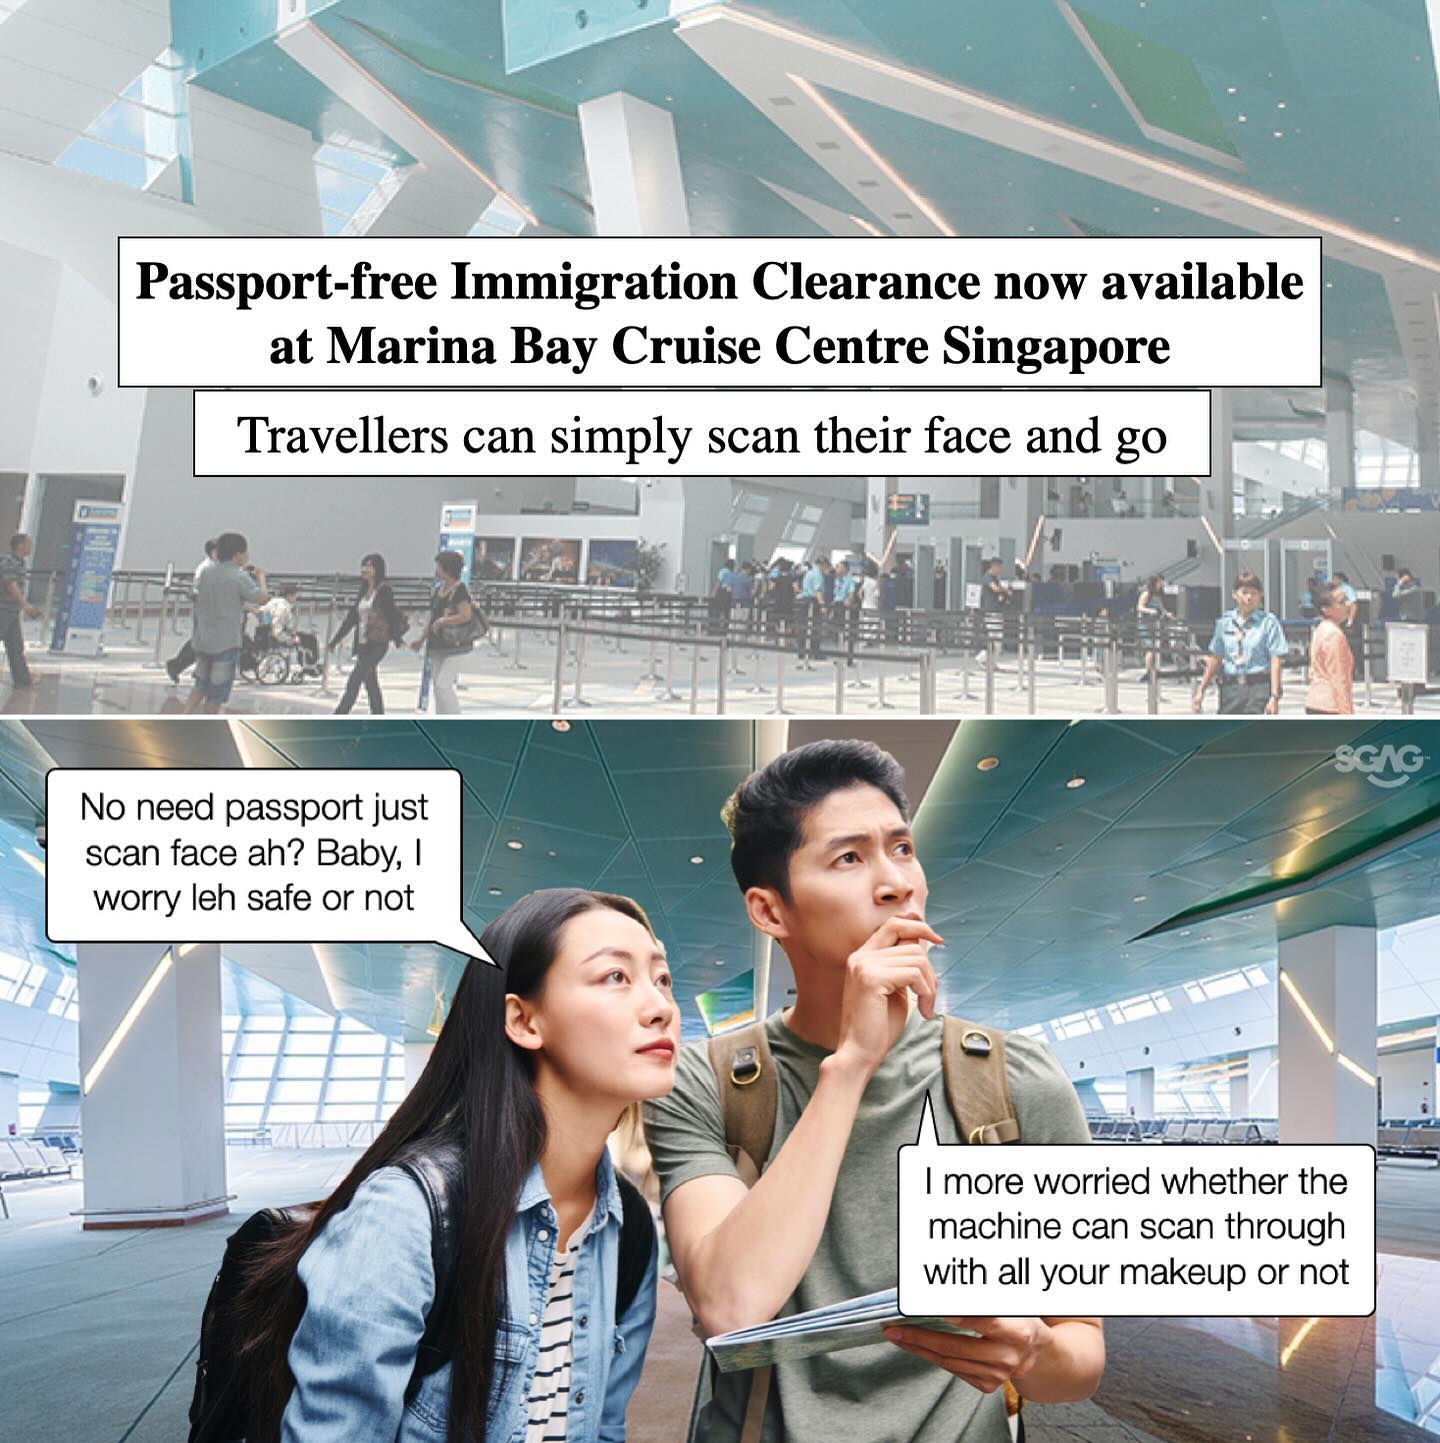 Passport-free Immigration Clearance now available
at Marina Bay Cruise Centre Singapore
Travellers can simply scan their face and go
SGAG
No need passport just
scan face ah? Baby, I
worry leh safe or not
I more worried whether the
machine can scan through
with all your makeup or not